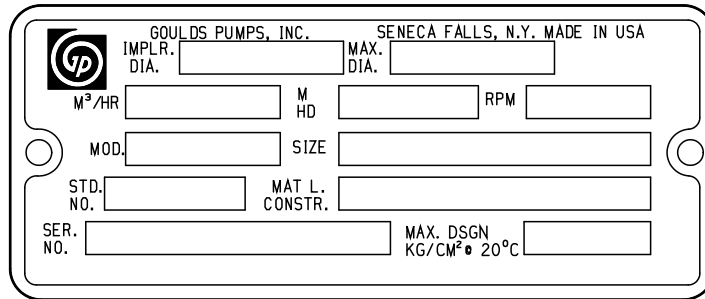 GOULDS PUMPS, INC. SENECA FALLS, N.Y. MADE IN USA
IMPLR. DIA. MAX. DIA.
M³/HR M HD RPM
MOD. SIZE
STD. NO. MAT L. CONSTR.
SER. NO. MAX. DSGN KG/CM² @ 20°C